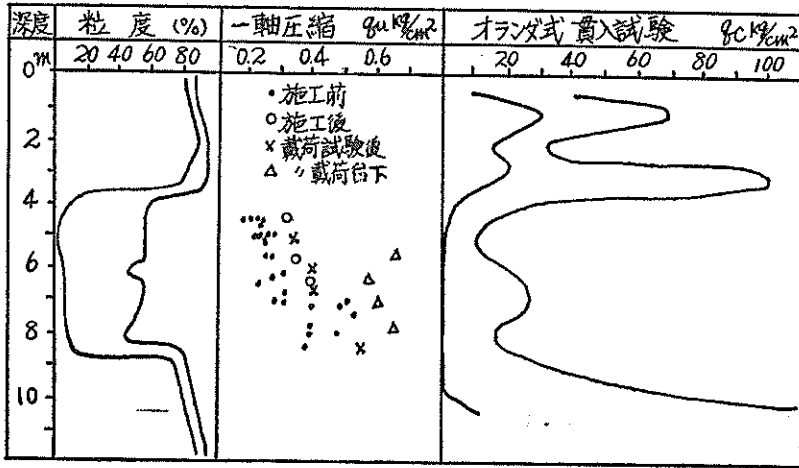 深度 粒度 (%) 一軸圧縮 qu kg/cm² オランダ式貫入試験 qc kg/cm²
0m 20 40 60 80 0.2 0.4 0.6 20 40 60 80 100
• 施工前
○ 施工後
× 載荷試験後
△ 〃 載荷台下
2
4
6
8
10